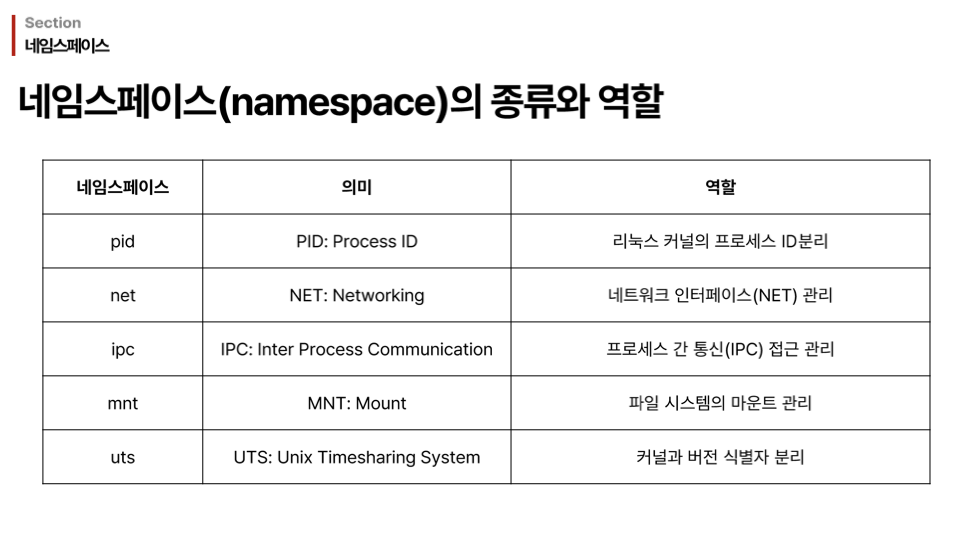 Section
네임스페이스
네임스페이스(namespace)의 종류와 역할
네임스페이스 의미 역할
pid PID: Process ID 리눅스 커널의 프로세스 ID분리
net NET: Networking 네트워크 인터페이스(NET) 관리
ipc IPC: Inter Process Communication 프로세스 간 통신(IPC) 접근 관리
mnt MNT: Mount 파일 시스템의 마운트 관리
uts UTS: Unix Timesharing System 커널과 버전 식별자 분리